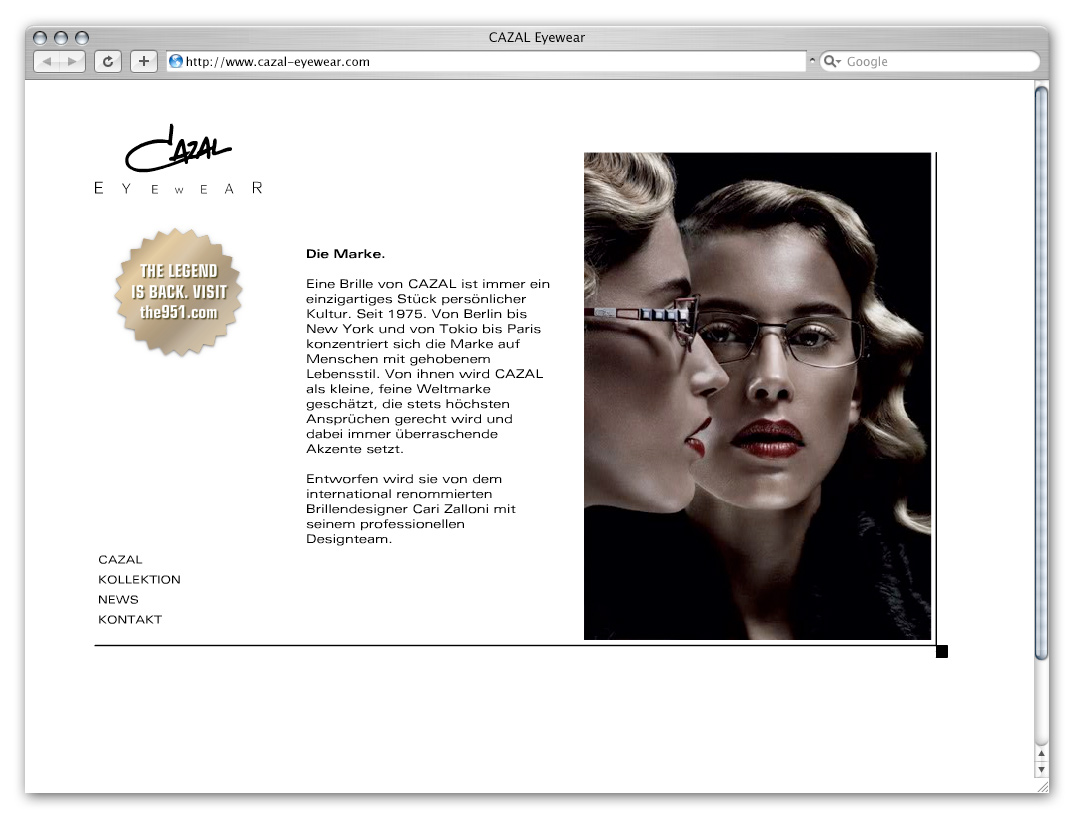 CAZAL Eyewear
http://www.cazal-eyewear.com
Google
CAZAL
EYEwEAR
THE LEGEND
IS BACK. VISIT
the951.com
Die Marke.
Eine Brille von CAZAL ist immer ein
einzigartiges Stück persönlicher
Kultur. Seit 1975. Von Berlin bis
New York und von Tokio bis Paris
konzentriert sich die Marke auf
Menschen mit gehobenem
Lebensstil. Von ihnen wird CAZAL
als kleine, feine Weltmarke
geschätzt, die stets höchsten
Ansprüchen gerecht wird und
dabei immer überraschende
Akzente setzt.
Entworfen wird sie von dem
international renommierten
Brillendesigner Cari Zalloni mit
seinem professionellen
Designteam.
CAZAL
KOLLEKTION
NEWS
KONTAKT